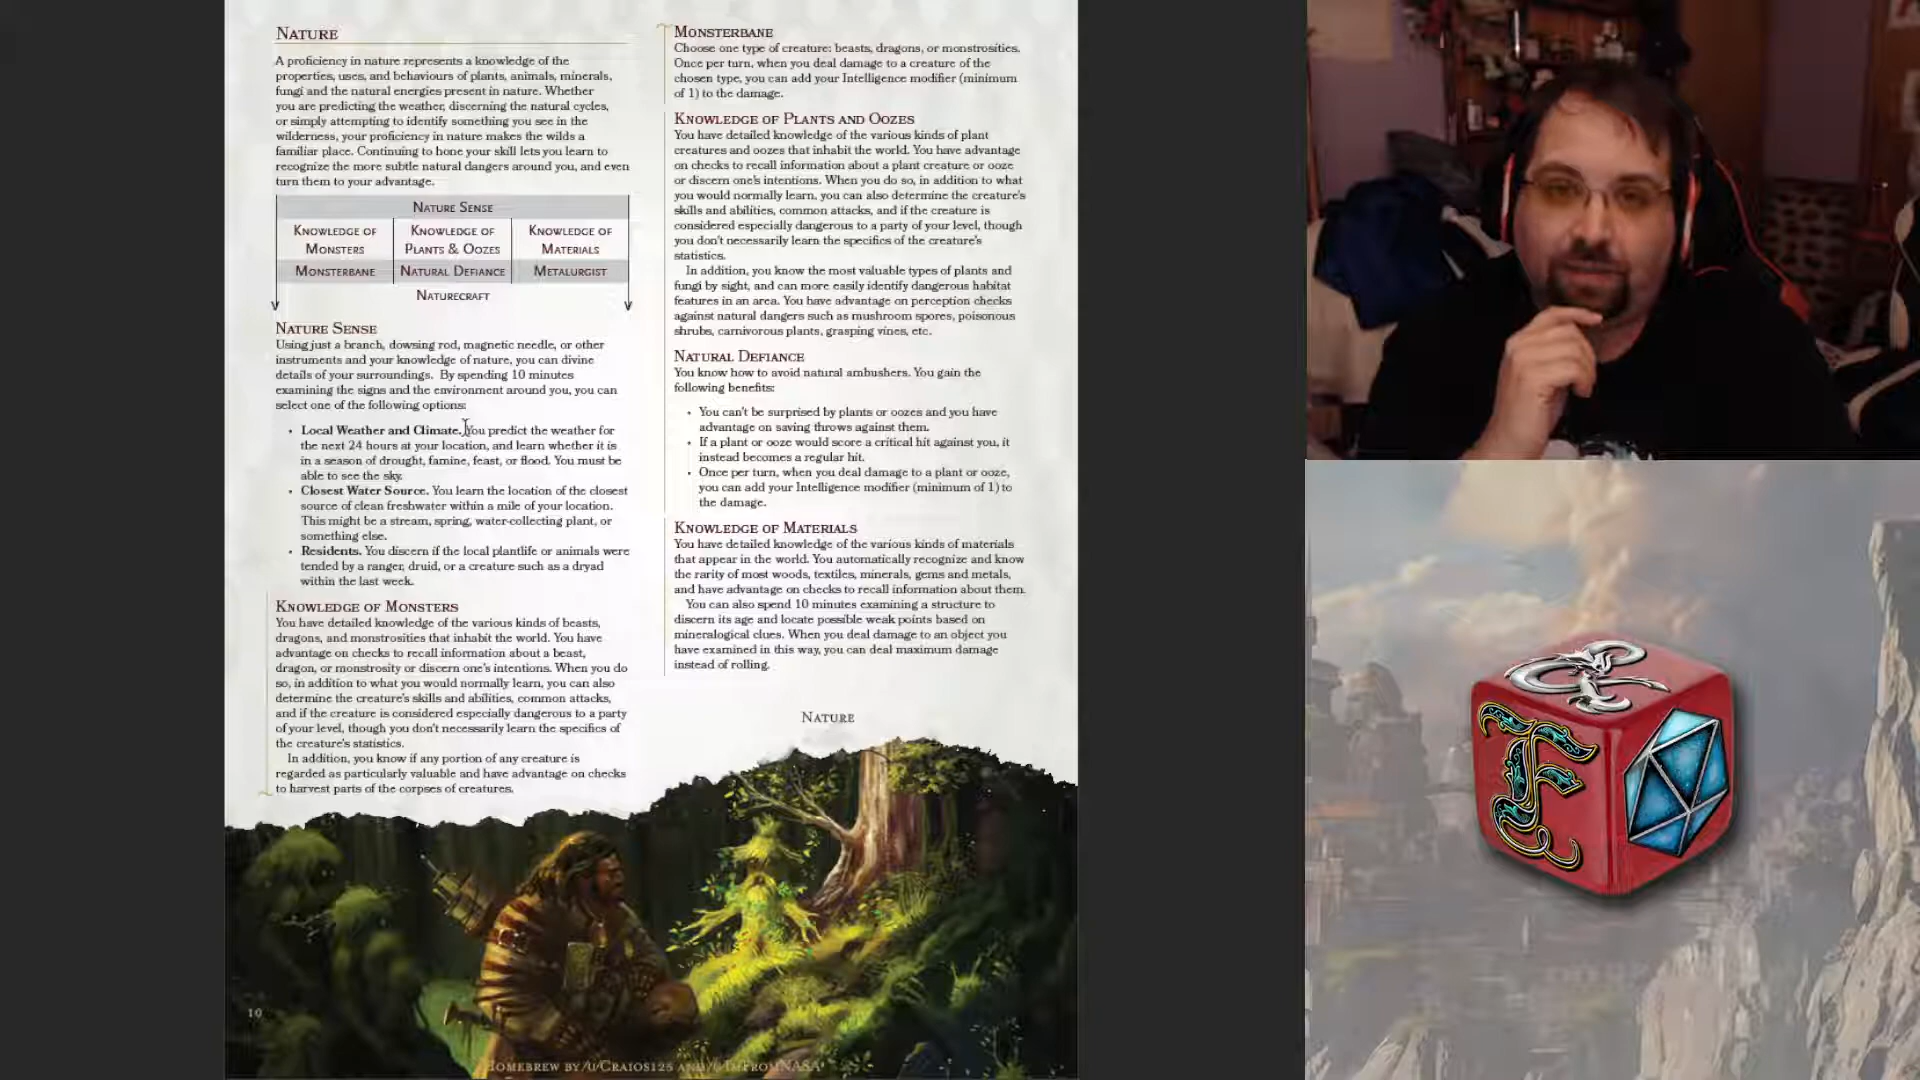 NATURE
A proficiency in nature represents a knowledge of the
properties, uses, and behaviours of plants, animals, minerals,
fungi and the natural energies present in nature. Whether
you are predicting the weather, discerning the natural cycles,
or simply attempting to identify something you see in the
wilderness, your proficiency in nature makes the wilds a
familiar place. Continuing to hone your skill lets you learn to
recognize the more subtle natural dangers around you, and even
turn them to your advantage.
NATURE SENSE
KNOWLEDGE OF MONSTERS
KNOWLEDGE OF PLANTS & OOZES
KNOWLEDGE OF MATERIALS
MONSTERBANE
NATURAL DEFIANCE
METALURGIST
NATURECRAFT
NATURE SENSE
Using just a branch, dowsing rod, magnetic needle, or other
instruments and your knowledge of nature, you can divine
details of your surroundings. By spending 10 minutes
examining the signs and the environment around you, you can
select one of the following options:
• Local Weather and Climate. You predict the weather for
the next 24 hours at your location, and learn whether it is
in a season of drought, famine, feast, or flood. You must be
able to see the sky.
• Closest Water Source. You learn the location of the closest
source of clean freshwater within a mile of your location.
This might be a stream, spring, water-collecting plant, or
something else.
• Residents. You discern if the local plantlife or animals were
tended by a ranger, druid, or a creature such as a dryad
within the last week.
KNOWLEDGE OF MONSTERS
You have detailed knowledge of the various kinds of beasts,
dragons, and monstrosities that inhabit the world. You have
advantage on checks to recall information about a beast,
dragon, or monstrosity or discern one's intentions. When you do
so, in addition to what you would normally learn, you can also
determine the creature's skills and abilities, common attacks,
and if the creature is considered especially dangerous to a party
of your level, though you don't necessarily learn the specifics of
the creature's statistics.
In addition, you know if any portion of any creature is
regarded as particularly valuable and have advantage on checks
to harvest parts of the corpses of creatures.
MONSTERBANE
Choose one type of creature: beasts, dragons, or monstrosities.
Once per turn, when you deal damage to a creature of the
chosen type, you can add your Intelligence modifier (minimum
of 1) to the damage.
KNOWLEDGE OF PLANTS AND OOZES
You have detailed knowledge of the various kinds of plant
creatures and oozes that inhabit the world. You have advantage
on checks to recall information about a plant creature or ooze
or discern one's intentions. When you do so, in addition to what
you would normally learn, you can also determine the creature's
skills and abilities, common attacks, and if the creature is
considered especially dangerous to a party of your level, though
you don't necessarily learn the specifics of the creature's
statistics.
In addition, you know the most valuable types of plants and
fungi by sight, and can more easily identify dangerous habitat
features in an area. You have advantage on perception checks
against natural dangers such as mushroom spores, poisonous
shrubs, carnivorous plants, grasping vines, etc.
NATURAL DEFIANCE
You know how to avoid natural ambushers. You gain the
following benefits:
• You can't be surprised by plants or oozes and you have
advantage on saving throws against them.
• If a plant or ooze would score a critical hit against you, it
instead becomes a regular hit.
• Once per turn, when you deal damage to a plant or ooze,
you can add your Intelligence modifier (minimum of 1) to
the damage.
KNOWLEDGE OF MATERIALS
You have detailed knowledge of the various kinds of materials
that appear in the world. You automatically recognize and know
the rarity of most woods, textiles, minerals, gems and metals,
and have advantage on checks to recall information about them.
You can also spend 10 minutes examining a structure to
discern its age and locate possible weak points based on
mineralogical clues. When you deal damage to an object you
have examined in this way, you can deal maximum damage
instead of rolling.
NATURE
10
HOMEBREW BY /U/CRAIOS125 AND
E